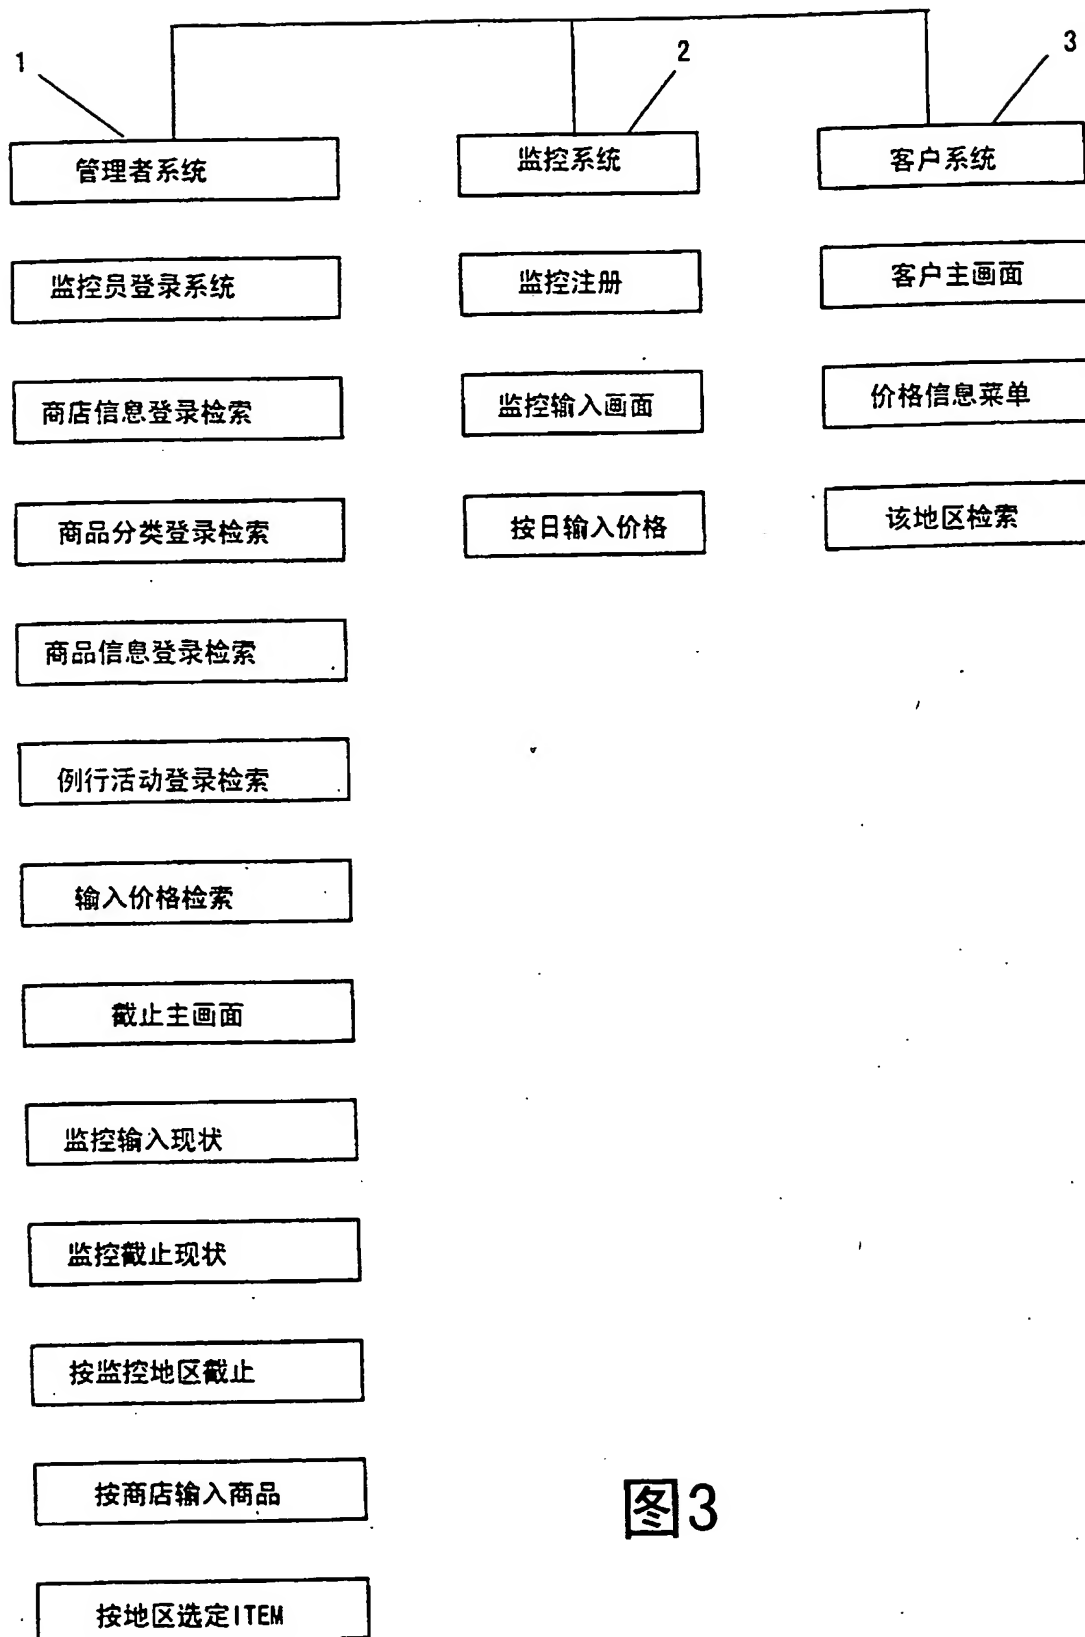 1
2
3
管理者系统
监控系统
客户系统
监控员登录系统
监控注册
客户主画面
商店信息登录检索
监控输入画面
价格信息菜单
商品分类登录检索
按日输入价格
该地区检索
商品信息登录检索
例行活动登录检索
输入价格检索
截止主画面
监控输入现状
监控截止现状
按监控地区截止
按商店输入商品
按地区选定ITEM
图3